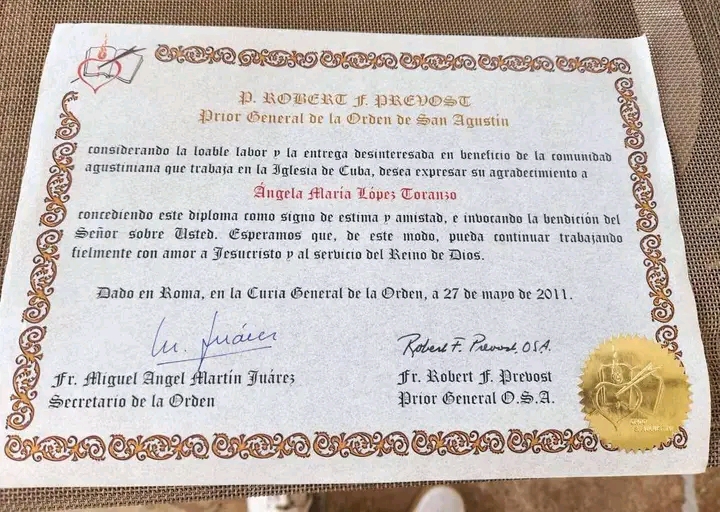 P. ROBERT F. PREVOST
Prior General de la Orden de San Agustín
considerando la loable labor y la entrega desinteresada en beneficio de la comunidad
agustiniana que trabaja en la Iglesia de Cuba, desea expresar su agradecimiento a
Ángela María López Toranzo
concediendo este diploma como signo de estima y amistad, e invocando la bendición del
Señor sobre Usted. Esperamos que, de este modo, pueda continuar trabajando
fielmente con amor a Jesucristo y al servicio del Reino de Dios.
Dado en Roma, en la Curia General de la Orden, a 27 de mayo de 2011.
M. Juárez
Robert F. Prevost, OSA.
Fr. Miguel Angel Martín Juárez
Fr. Robert F. Prevost
Secretario de la Orden
Prior General O.S.A.